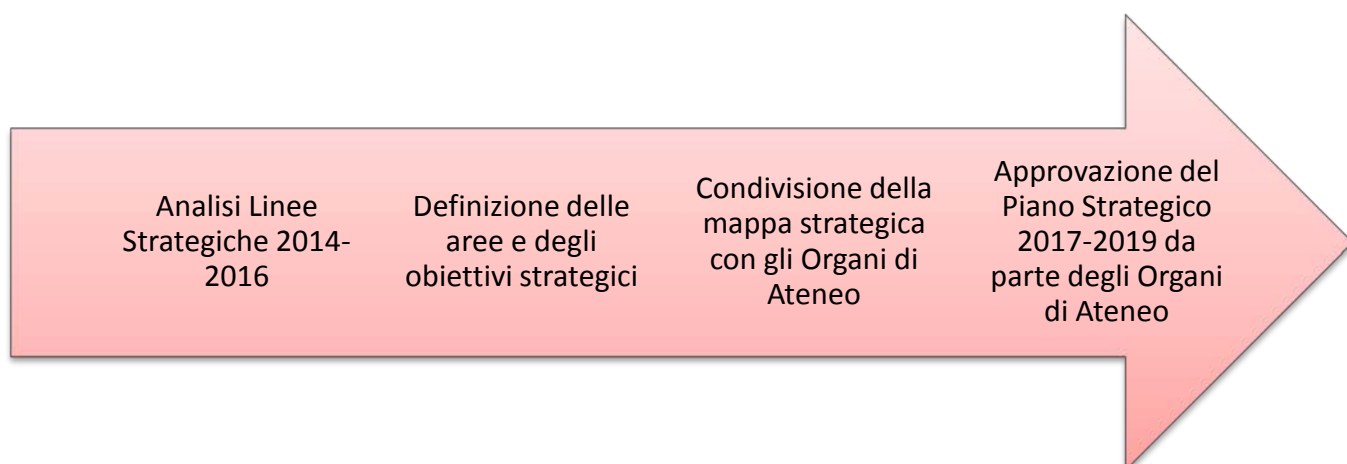 Analisi Linee
Strategiche 2014-
2016
Definizione delle
aree e degli
obiettivi strategici
Condivisione della
mappa strategica
con gli Organi di
Ateneo
Approvazione del
Piano Strategico
2017-2019 da
parte degli Organi
di Ateneo